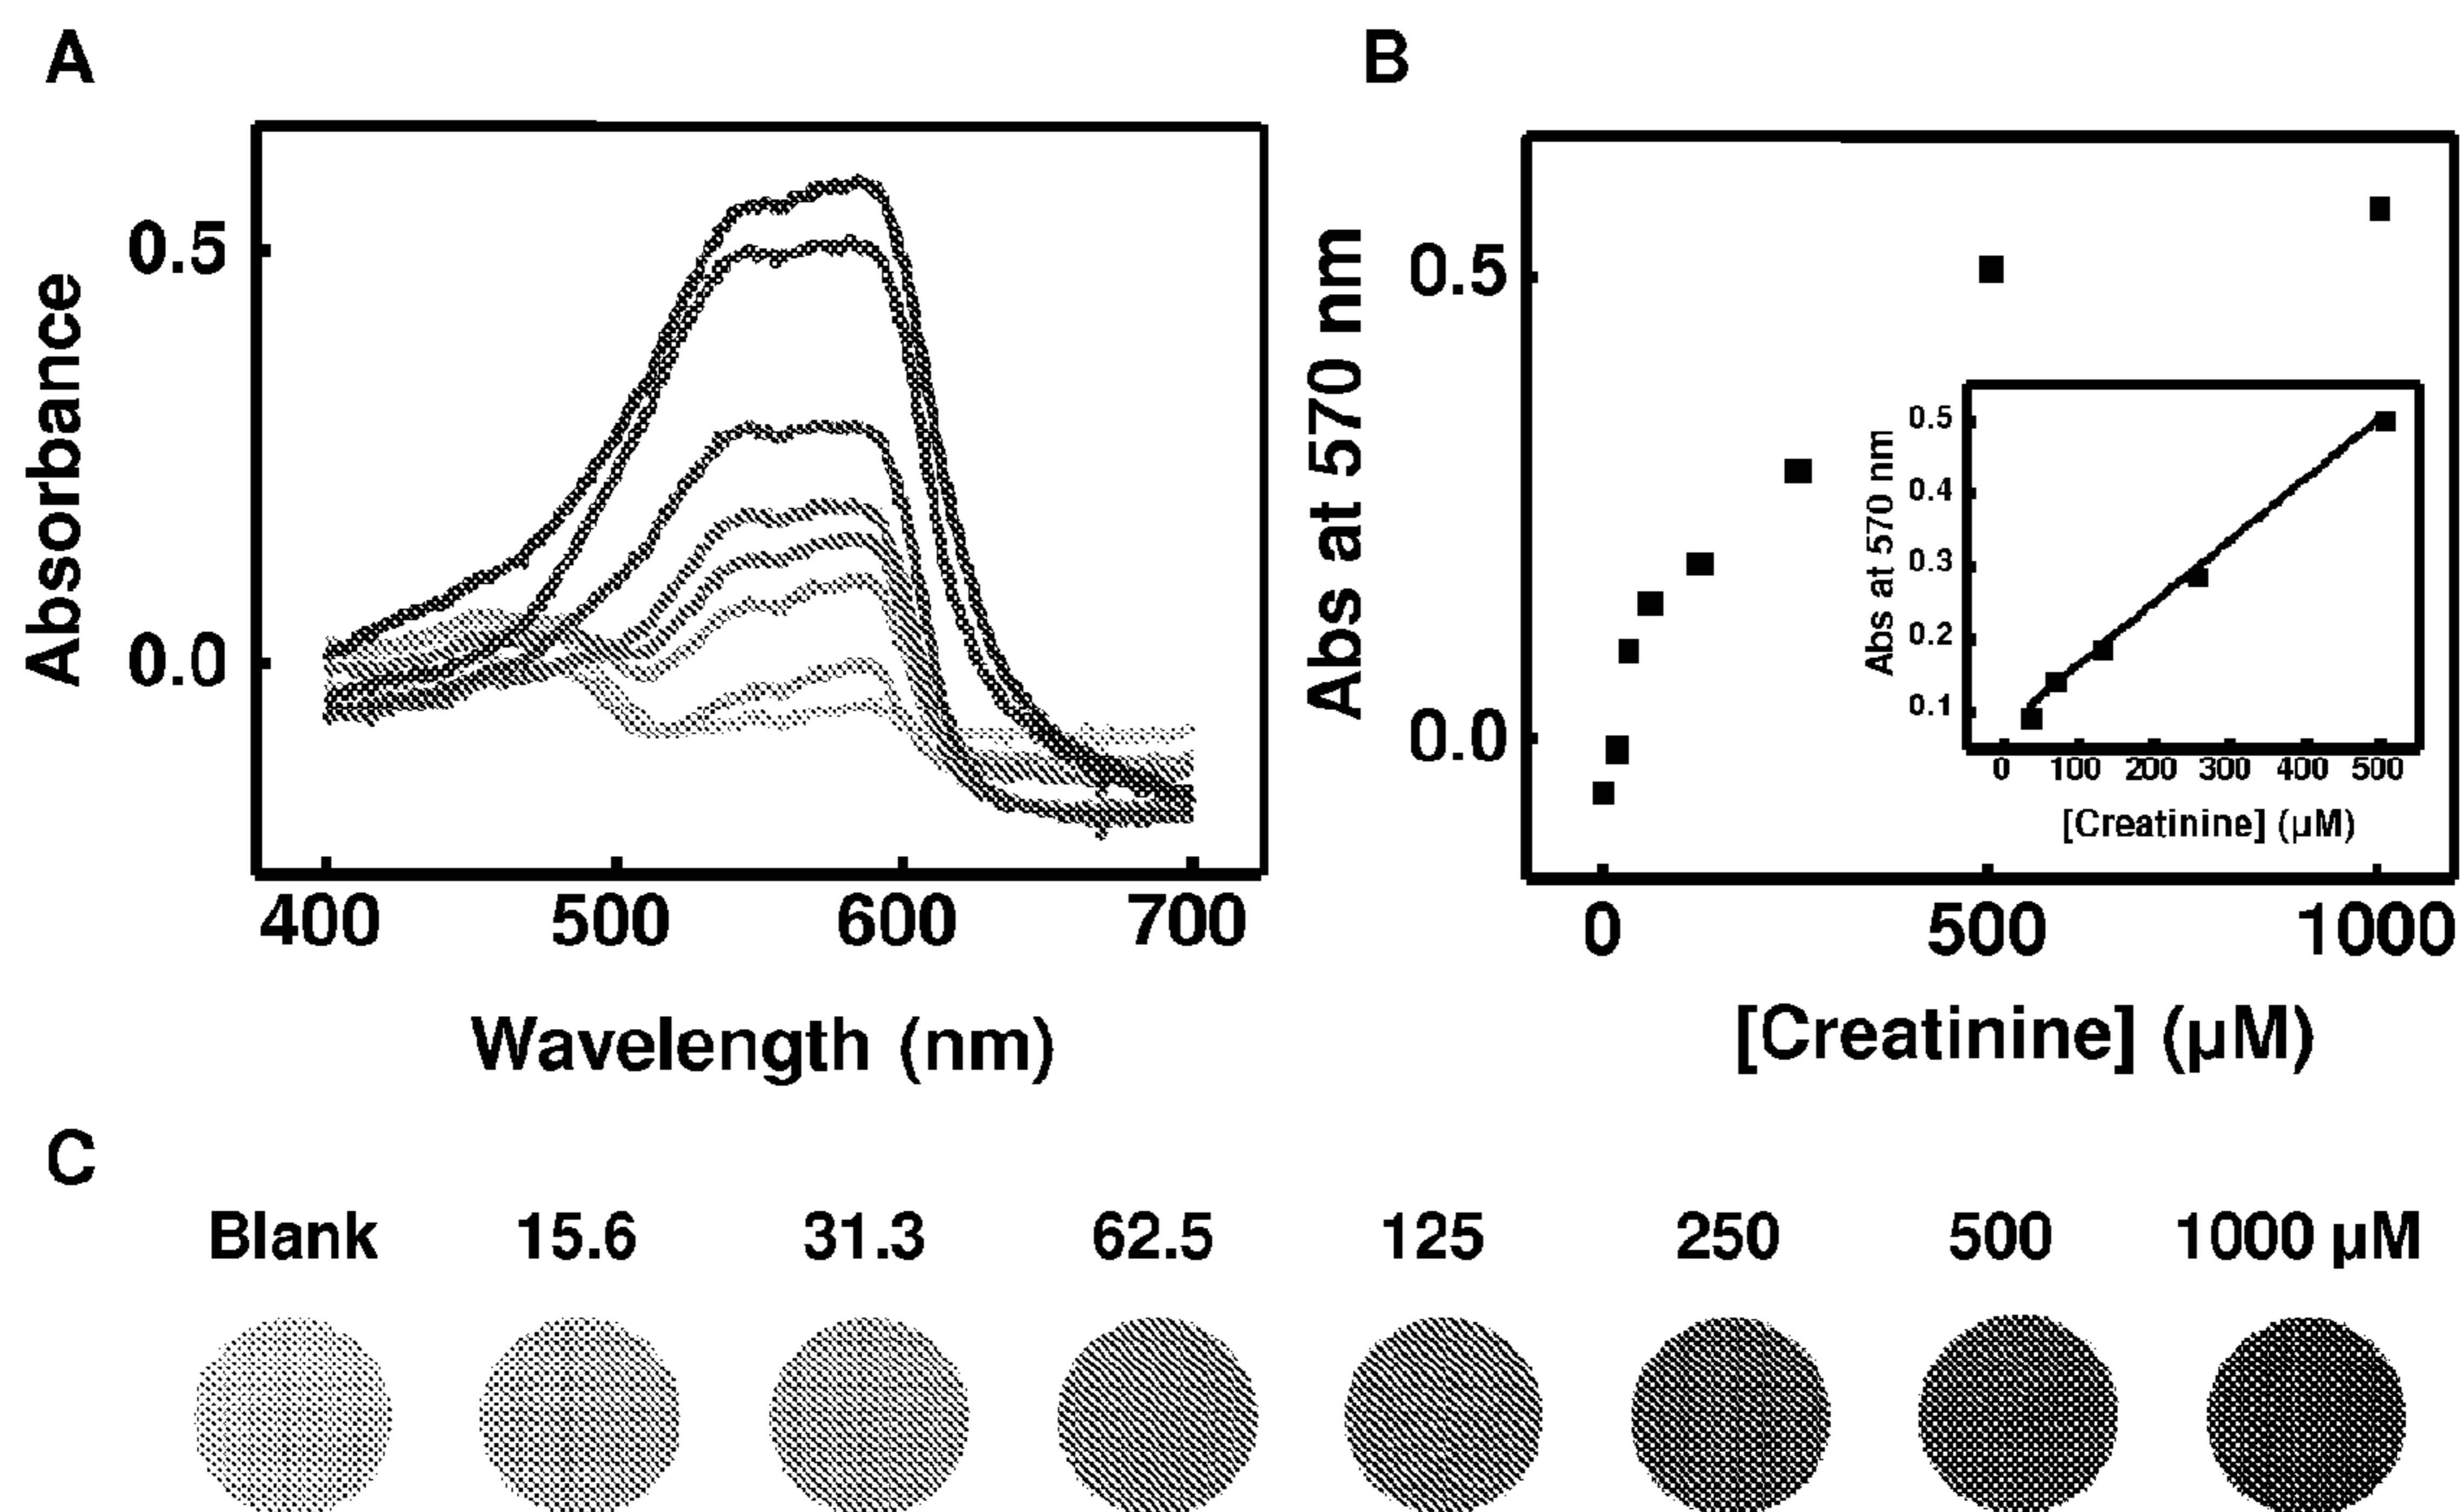 A
0.5
0.0
Absorbance
400 500 600 700
Wavelength (nm)
B
0.5
0.0
Abs at 570 nm
0 500 1000
[Creatinine] (µM)
0.5
0.4
0.3
0.2
0.1
Abs at 570 nm
0 100 200 300 400 500
[Creatinine] (µM)
C
Blank 15.6 31.3 62.5 125 250 500 1000 µM